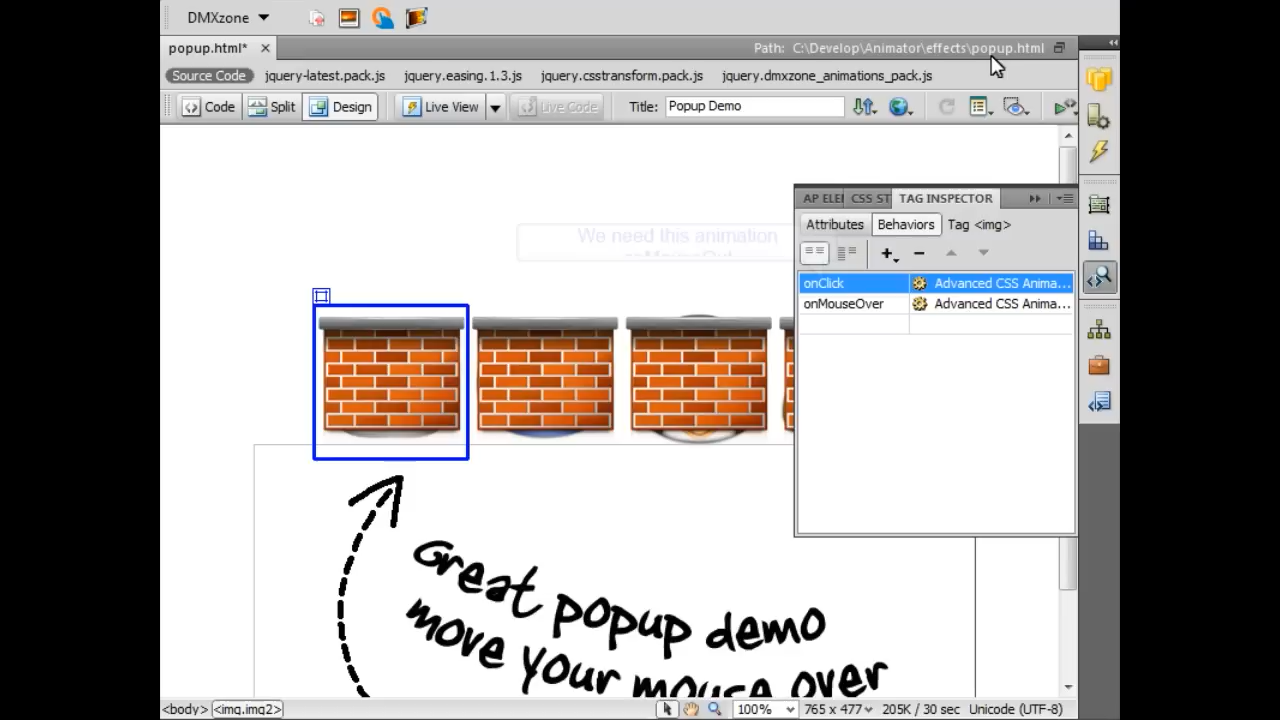 DMXzone
popup.html*
Path: C:\Develop\Animator\effects\popup.html
Source Code jquery-latest.pack.js jquery.easing.1.3.js jquery.csstransform.pack.js jquery.dmxzone_animations_pack.js
Code Split Design Live View Live Code Title: Popup Demo
AP ELEI CSS ST TAG INSPECTOR
Attributes Behaviors Tag <img>
We need this animation
onMouseOut
onClick Advanced CSS Anima...
onMouseOver Advanced CSS Anima...
Great popup demo
move your mouse over
<body> <img.img2> 100% 765 x 477 205K / 30 sec Unicode (UTF-8)